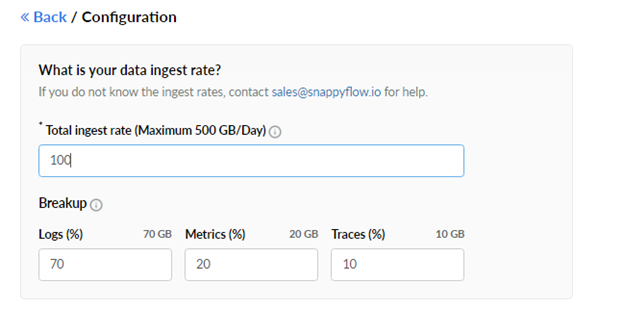 « Back / Configuration
What is your data ingest rate?
If you do not know the ingest rates, contact sales@snappyflow.io for help.
* Total ingest rate (Maximum 500 GB/Day)
100
Breakup
Logs (%) 70 GB Metrics (%) 20 GB Traces (%) 10 GB
70 20 10